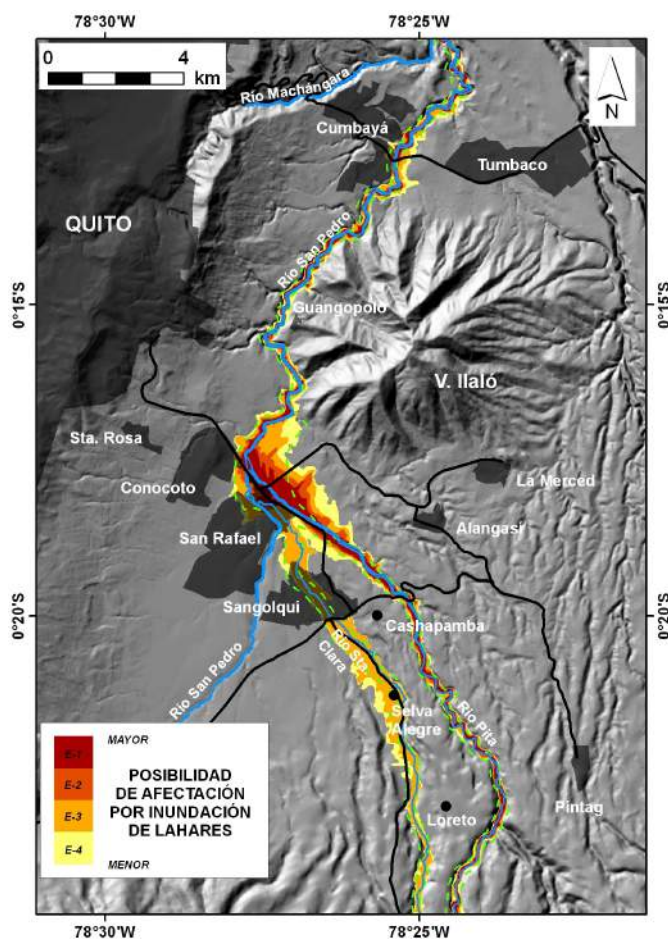 78°30'W
78°25'W
0
4
km
N
Río Machángara
Cumbayá
Tumbaco
QUITO
Río San Pedro
0°15'S
0°15'S
Guangopolo
V. Ilaló
Sta. Rosa
La Merced
Conocoto
Alangasí
San Rafael
Sangolquí
0°20'S
0°20'S
Cashapamba
Río Sta.
Clara
Río San Pedro
Río Pita
Selva
Alegre
Pintag
Loreto
MAYOR
E-1
E-2
E-3
E-4
POSIBILIDAD
DE AFECTACIÓN
POR INUNDACIÓN
DE LAHARES
MENOR
78°30'W
78°25'W